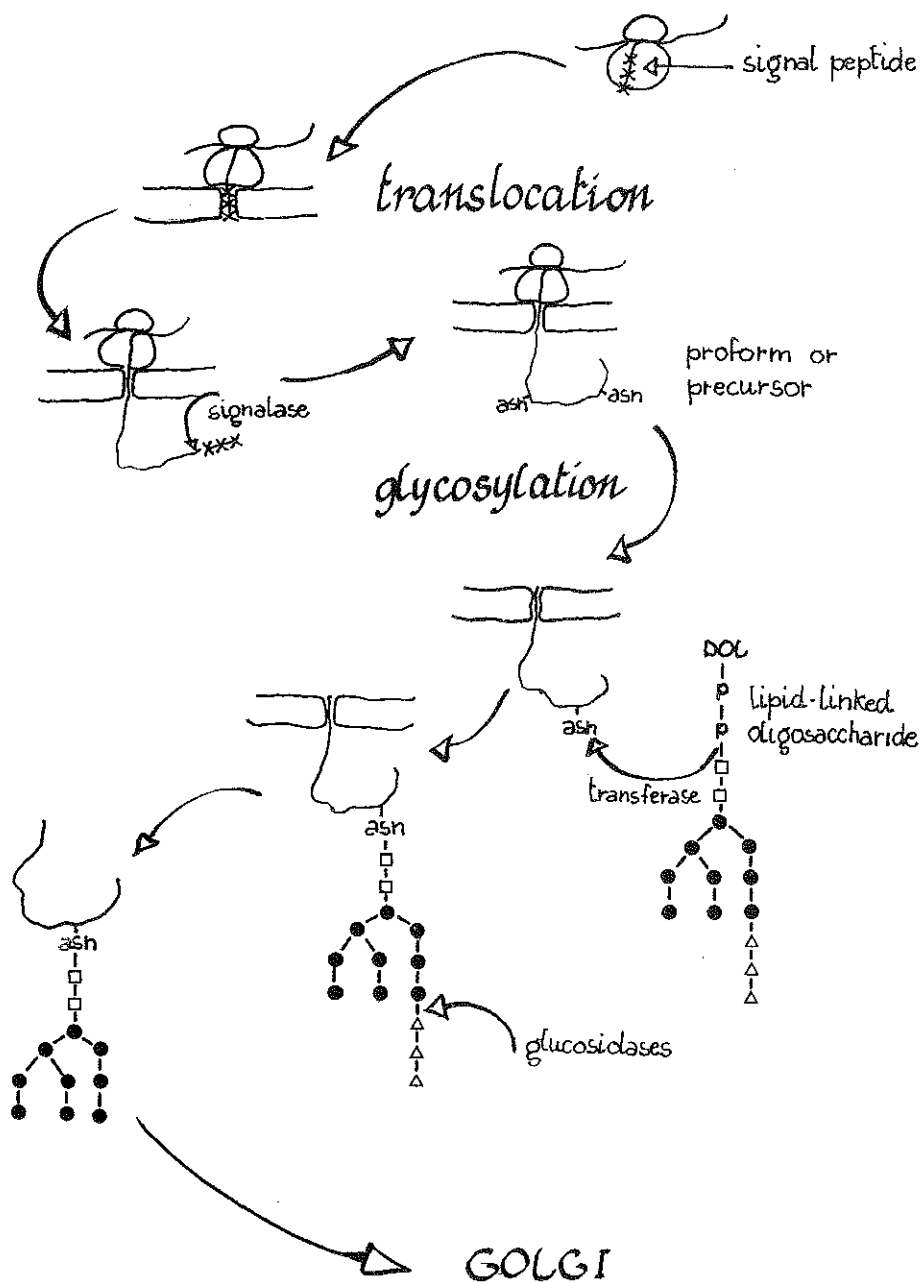 signal peptide
translocation
signalase
asn
asn
proform or
precursor
glycosylation
DOL
P
P
lipid-linked
oligosaccharide
asn
transferase
asn
asn
glucosidases
GOLGI